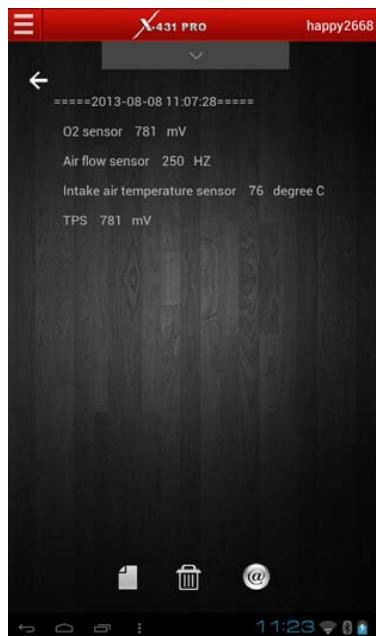 X-431 PRO
happy2668
=====2013-08-08 11:07:28=====
O2 sensor 781 mV
Air flow sensor 250 HZ
Intake air temperature sensor 76 degree C
TPS 781 mV
@
11:23